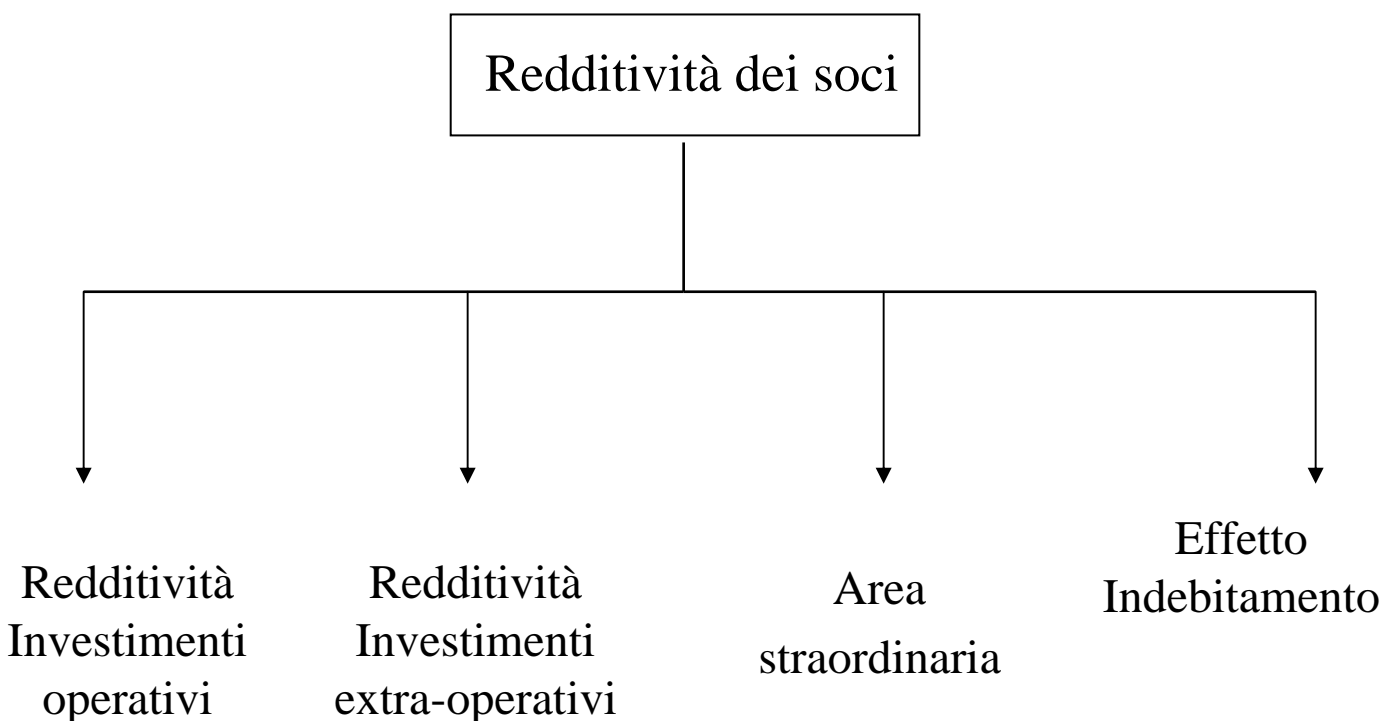 Redditività dei soci
Redditività
Investimenti
operativi
Redditività
Investimenti
extra-operativi
Area
straordinaria
Effetto
Indebitamento